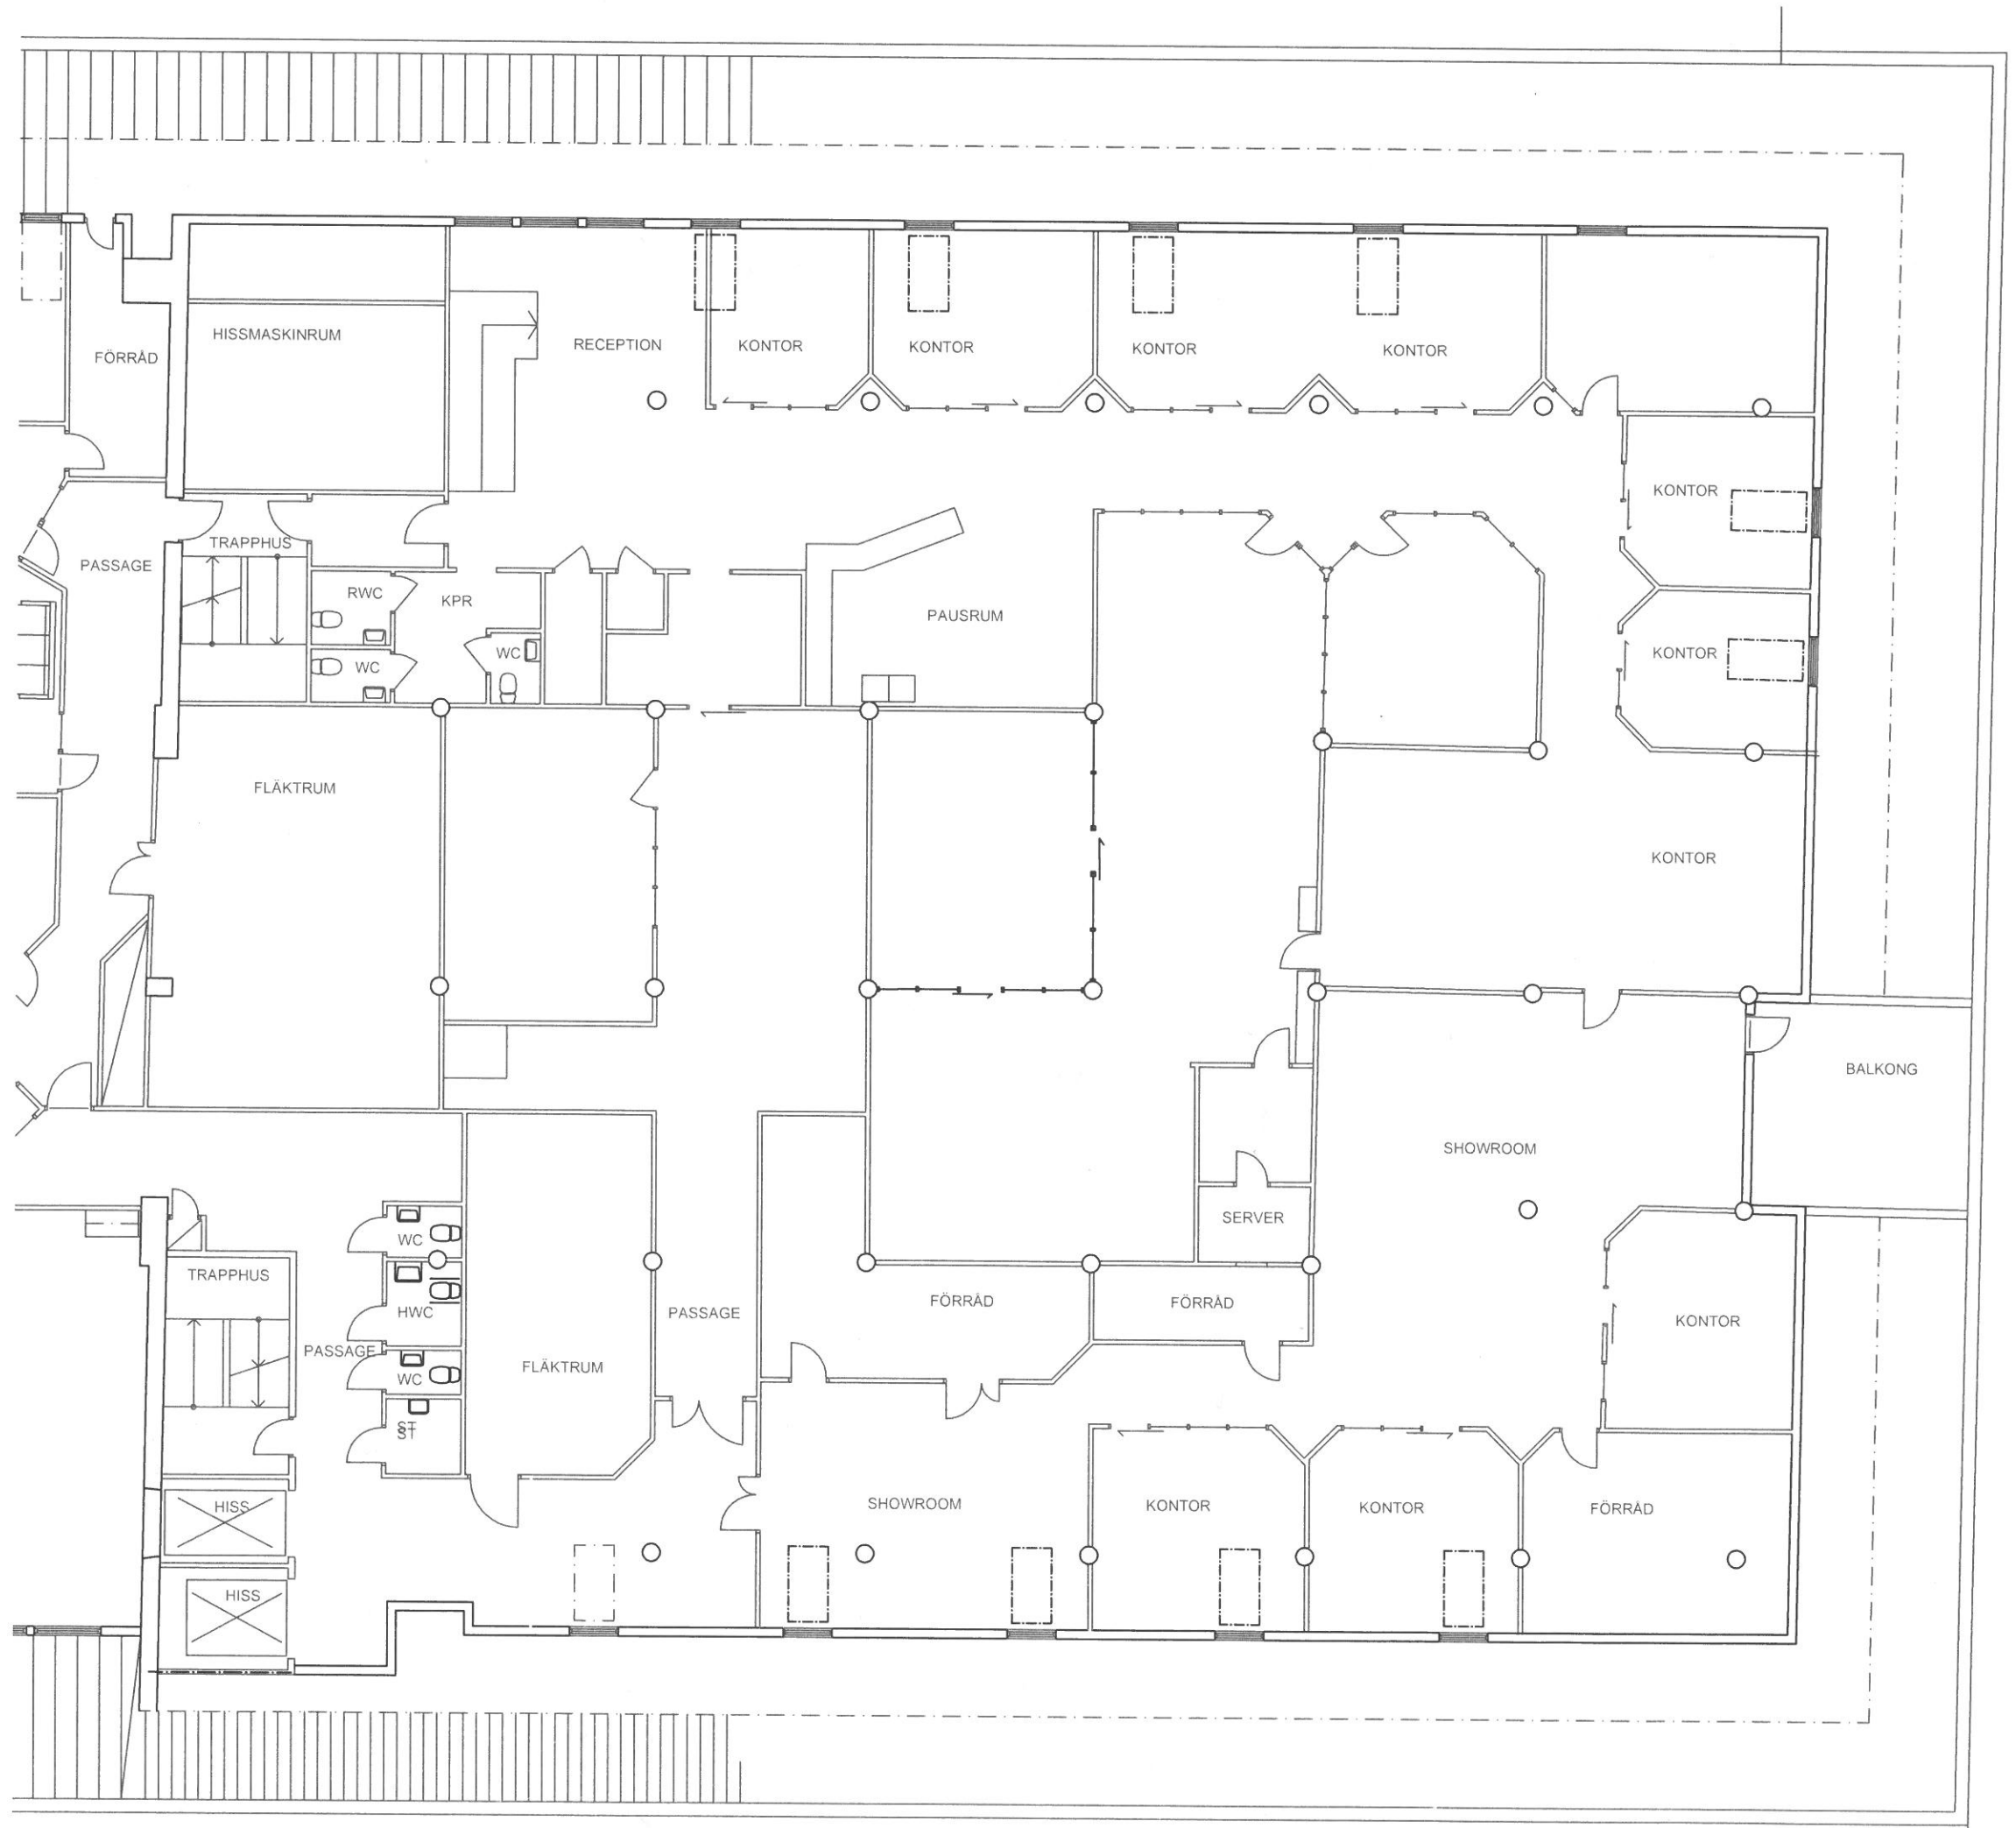 HISSMASKINRUM
FÖRRÅD
RECEPTION
KONTOR
KONTOR
KONTOR
KONTOR
KONTOR
TRAPPHUS
PASSAGE
RWC
KPR
PAUSRUM
WC
WC
KONTOR
FLÄKTRUM
KONTOR
BALKONG
SHOWROOM
SERVER
WC
TRAPPHUS
HWC
PASSAGE
FÖRRÅD
FÖRRÅD
KONTOR
PASSAGE
WC
FLÄKTRUM
ST
HISS
SHOWROOM
KONTOR
KONTOR
FÖRRÅD
HISS